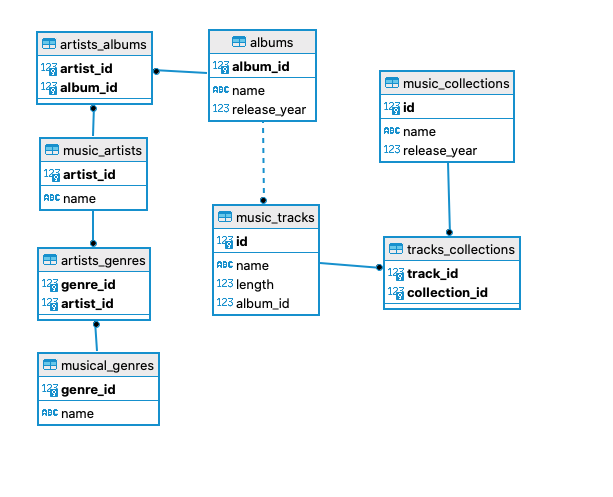 artists_albums
123 artist_id
123 album_id
albums
123 album_id
ABC name
123 release_year
music_collections
123 id
ABC name
123 release_year
music_artists
123 artist_id
ABC name
music_tracks
123 id
ABC name
123 length
123 album_id
tracks_collections
123 track_id
123 collection_id
artists_genres
123 genre_id
123 artist_id
musical_genres
123 genre_id
ABC name